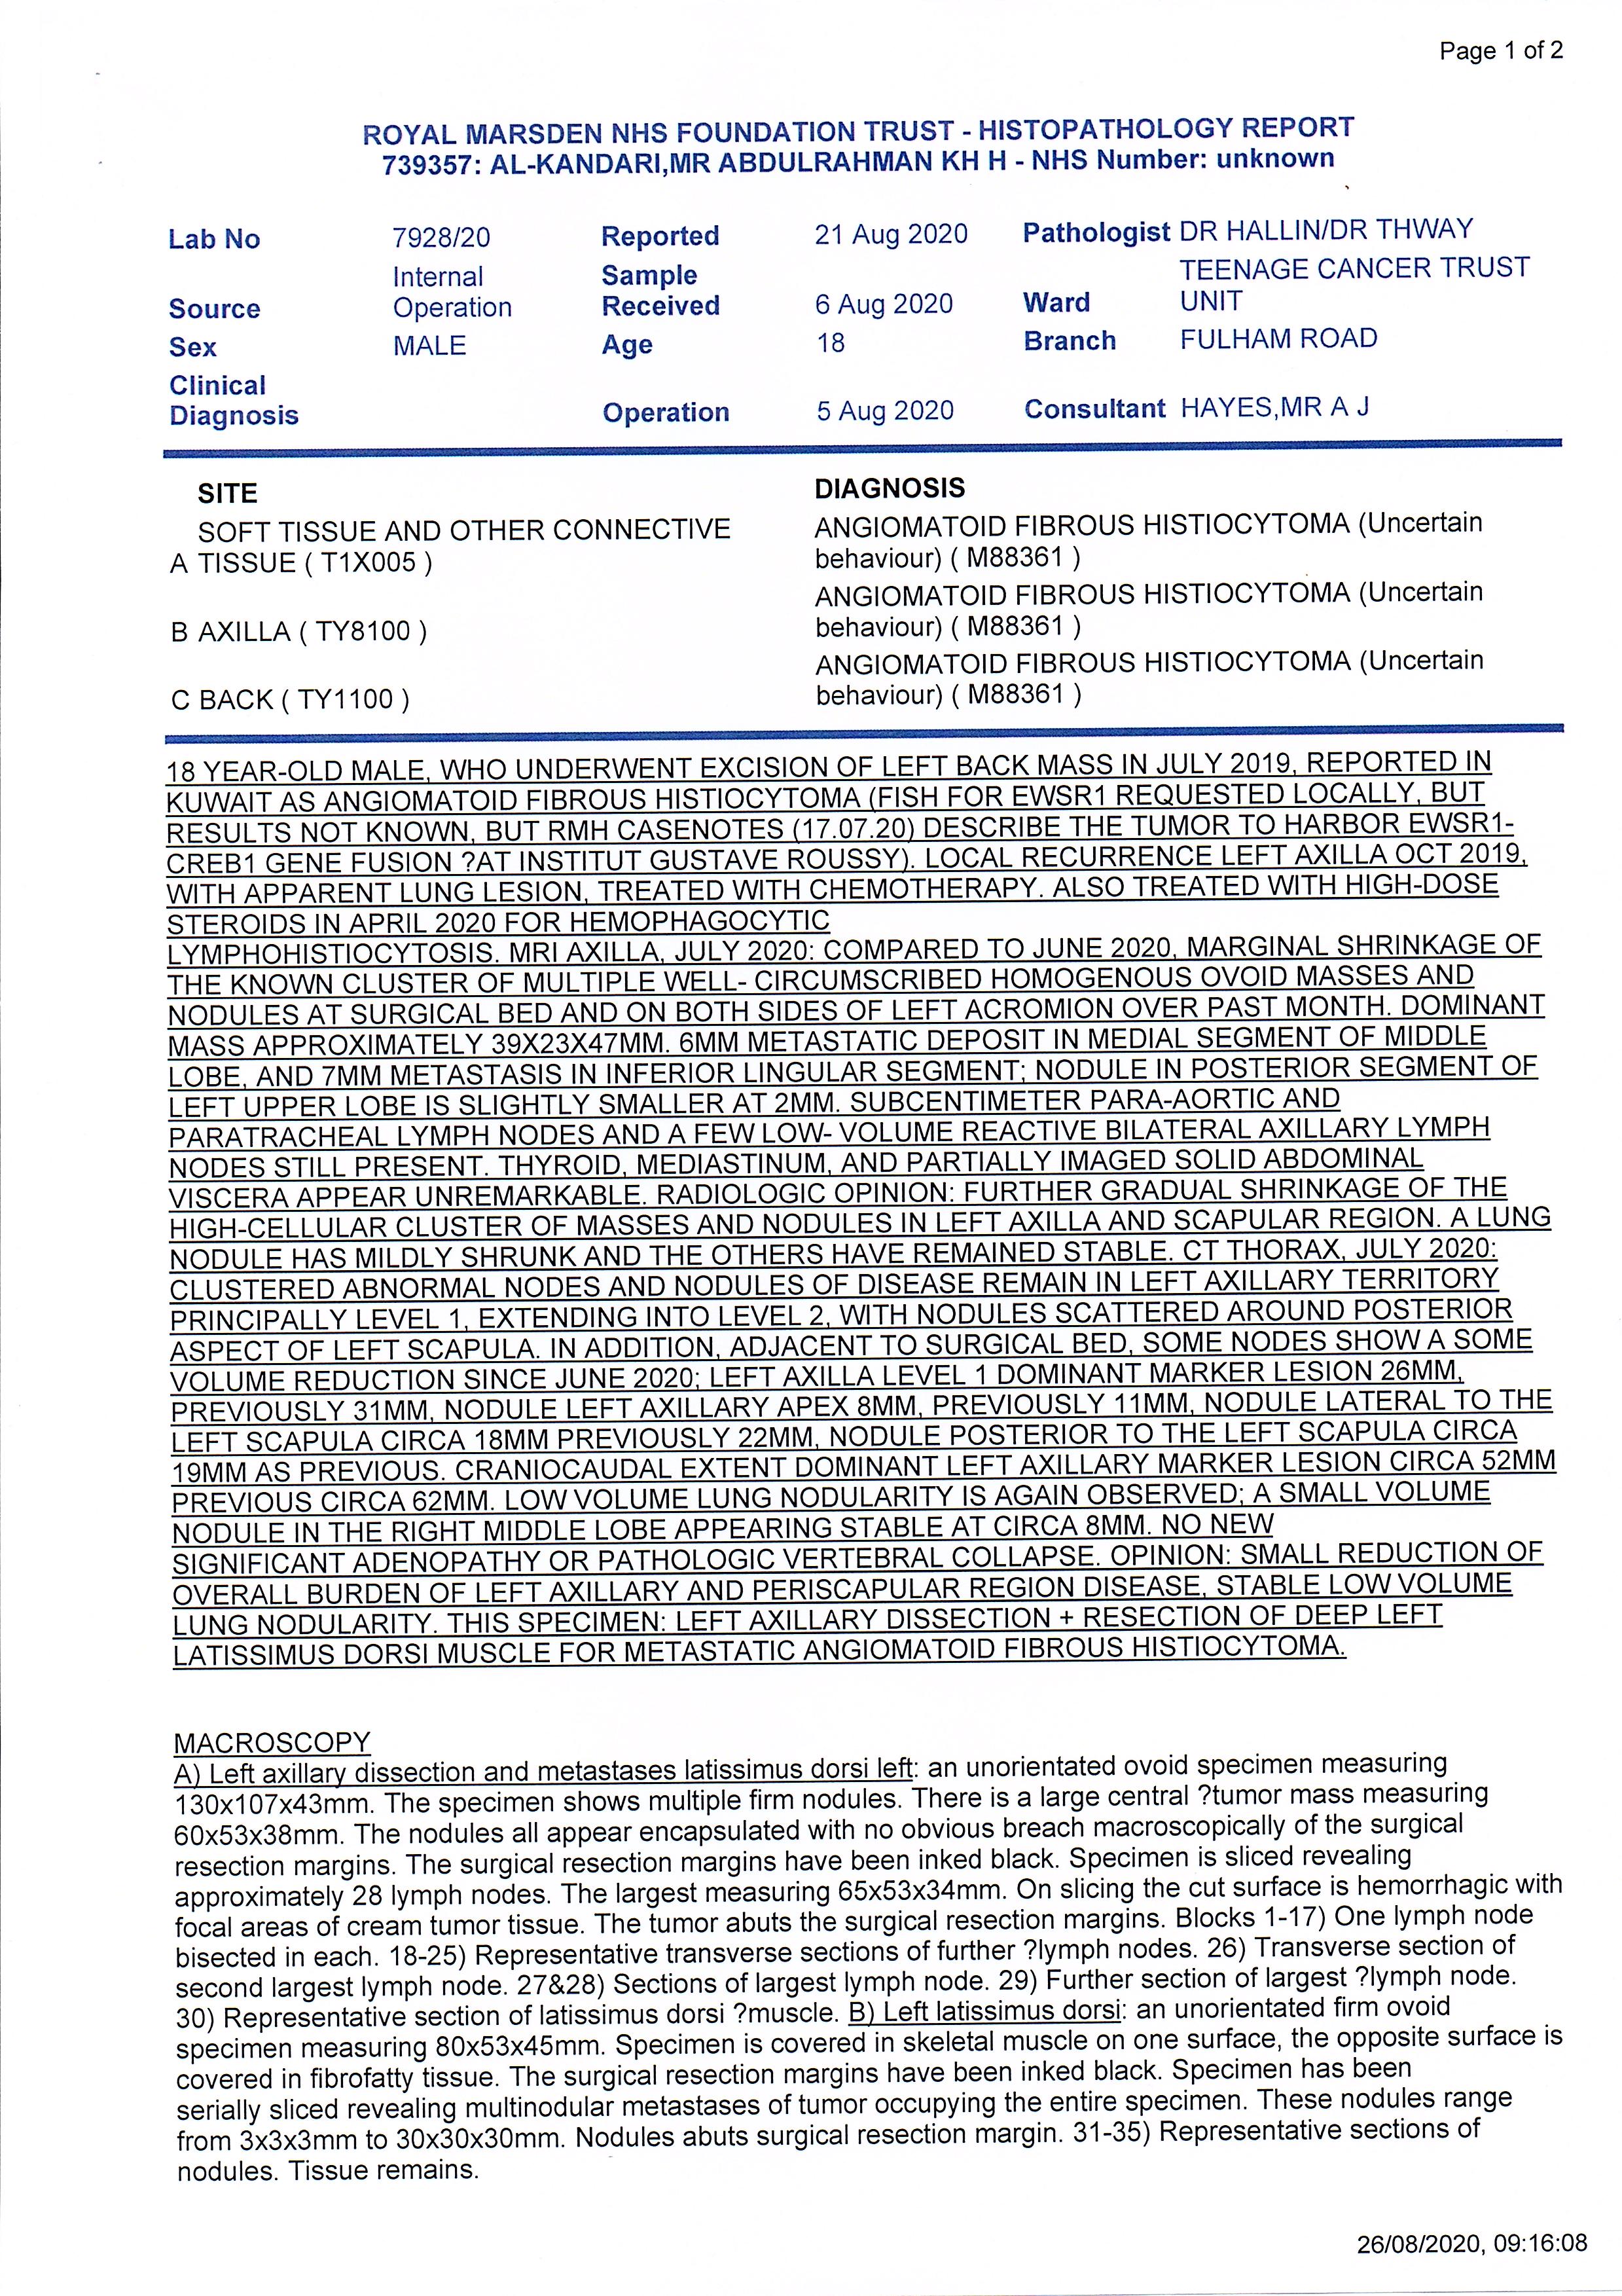 Page 1 of 2
ROYAL MARSDEN NHS FOUNDATION TRUST - HISTOPATHOLOGY REPORT
739357: AL-KANDARI,MR ABDULRAHMAN KH H - NHS Number: unknown
Lab No 7928/20 Reported 21 Aug 2020 Pathologist DR HALLIN/DR THWAY
Internal Sample TEENAGE CANCER TRUST
Source Operation Received 6 Aug 2020 Ward UNIT
Sex MALE Age 18 Branch FULHAM ROAD
Clinical
Diagnosis Operation 5 Aug 2020 Consultant HAYES,MR A J
SITE DIAGNOSIS
SOFT TISSUE AND OTHER CONNECTIVE ANGIOMATOID FIBROUS HISTIOCYTOMA (Uncertain
A TISSUE ( T1X005 ) behaviour) ( M88361 )
ANGIOMATOID FIBROUS HISTIOCYTOMA (Uncertain
B AXILLA ( TY8100 ) behaviour) ( M88361 )
ANGIOMATOID FIBROUS HISTIOCYTOMA (Uncertain
C BACK ( TY1100 ) behaviour) ( M88361 )
18 YEAR-OLD MALE, WHO UNDERWENT EXCISION OF LEFT BACK MASS IN JULY 2019, REPORTED IN
KUWAIT AS ANGIOMATOID FIBROUS HISTIOCYTOMA (FISH FOR EWSR1 REQUESTED LOCALLY, BUT
RESULTS NOT KNOWN, BUT RMH CASENOTES (17.07.20) DESCRIBE THE TUMOR TO HARBOR EWSR1-
CREB1 GENE FUSION ?AT INSTITUT GUSTAVE ROUSSY). LOCAL RECURRENCE LEFT AXILLA OCT 2019,
WITH APPARENT LUNG LESION, TREATED WITH CHEMOTHERAPY. ALSO TREATED WITH HIGH-DOSE
STEROIDS IN APRIL 2020 FOR HEMOPHAGOCYTIC
LYMPHOHISTIOCYTOSIS. MRI AXILLA, JULY 2020: COMPARED TO JUNE 2020, MARGINAL SHRINKAGE OF
THE KNOWN CLUSTER OF MULTIPLE WELL- CIRCUMSCRIBED HOMOGENOUS OVOID MASSES AND
NODULES AT SURGICAL BED AND ON BOTH SIDES OF LEFT ACROMION OVER PAST MONTH. DOMINANT
MASS APPROXIMATELY 39X23X47MM. 6MM METASTATIC DEPOSIT IN MEDIAL SEGMENT OF MIDDLE
LOBE, AND 7MM METASTASIS IN INFERIOR LINGULAR SEGMENT; NODULE IN POSTERIOR SEGMENT OF
LEFT UPPER LOBE IS SLIGHTLY SMALLER AT 2MM. SUBCENTIMETER PARA-AORTIC AND
PARATRACHEAL LYMPH NODES AND A FEW LOW- VOLUME REACTIVE BILATERAL AXILLARY LYMPH
NODES STILL PRESENT. THYROID, MEDIASTINUM, AND PARTIALLY IMAGED SOLID ABDOMINAL
VISCERA APPEAR UNREMARKABLE. RADIOLOGIC OPINION: FURTHER GRADUAL SHRINKAGE OF THE
HIGH-CELLULAR CLUSTER OF MASSES AND NODULES IN LEFT AXILLA AND SCAPULAR REGION. A LUNG
NODULE HAS MILDLY SHRUNK AND THE OTHERS HAVE REMAINED STABLE. CT THORAX, JULY 2020:
CLUSTERED ABNORMAL NODES AND NODULES OF DISEASE REMAIN IN LEFT AXILLARY TERRITORY
PRINCIPALLY LEVEL 1, EXTENDING INTO LEVEL 2, WITH NODULES SCATTERED AROUND POSTERIOR
ASPECT OF LEFT SCAPULA. IN ADDITION, ADJACENT TO SURGICAL BED, SOME NODES SHOW A SOME
VOLUME REDUCTION SINCE JUNE 2020; LEFT AXILLA LEVEL 1 DOMINANT MARKER LESION 26MM,
PREVIOUSLY 31MM, NODULE LEFT AXILLARY APEX 8MM, PREVIOUSLY 11MM, NODULE LATERAL TO THE
LEFT SCAPULA CIRCA 18MM PREVIOUSLY 22MM, NODULE POSTERIOR TO THE LEFT SCAPULA CIRCA
19MM AS PREVIOUS. CRANIOCAUDAL EXTENT DOMINANT LEFT AXILLARY MARKER LESION CIRCA 52MM
PREVIOUS CIRCA 62MM. LOW VOLUME LUNG NODULARITY IS AGAIN OBSERVED; A SMALL VOLUME
NODULE IN THE RIGHT MIDDLE LOBE APPEARING STABLE AT CIRCA 8MM. NO NEW
SIGNIFICANT ADENOPATHY OR PATHOLOGIC VERTEBRAL COLLAPSE. OPINION: SMALL REDUCTION OF
OVERALL BURDEN OF LEFT AXILLARY AND PERISCAPULAR REGION DISEASE, STABLE LOW VOLUME
LUNG NODULARITY. THIS SPECIMEN: LEFT AXILLARY DISSECTION + RESECTION OF DEEP LEFT
LATISSIMUS DORSI MUSCLE FOR METASTATIC ANGIOMATOID FIBROUS HISTIOCYTOMA.
MACROSCOPY
A) Left axillary dissection and metastases latissimus dorsi left: an unorientated ovoid specimen measuring
130x107x43mm. The specimen shows multiple firm nodules. There is a large central ?tumor mass measuring
60x53x38mm. The nodules all appear encapsulated with no obvious breach macroscopically of the surgical
resection margins. The surgical resection margins have been inked black. Specimen is sliced revealing
approximately 28 lymph nodes. The largest measuring 65x53x34mm. On slicing the cut surface is hemorrhagic with
focal areas of cream tumor tissue. The tumor abuts the surgical resection margins. Blocks 1-17) One lymph node
bisected in each. 18-25) Representative transverse sections of further ?lymph nodes. 26) Transverse section of
second largest lymph node. 27&28) Sections of largest lymph node. 29) Further section of largest ?lymph node.
30) Representative section of latissimus dorsi ?muscle. B) Left latissimus dorsi: an unorientated firm ovoid
specimen measuring 80x53x45mm. Specimen is covered in skeletal muscle on one surface, the opposite surface is
covered in fibrofatty tissue. The surgical resection margins have been inked black. Specimen has been
serially sliced revealing multinodular metastases of tumor occupying the entire specimen. These nodules range
from 3x3x3mm to 30x30x30mm. Nodules abuts surgical resection margin. 31-35) Representative sections of
nodules. Tissue remains.
26/08/2020, 09:16:08